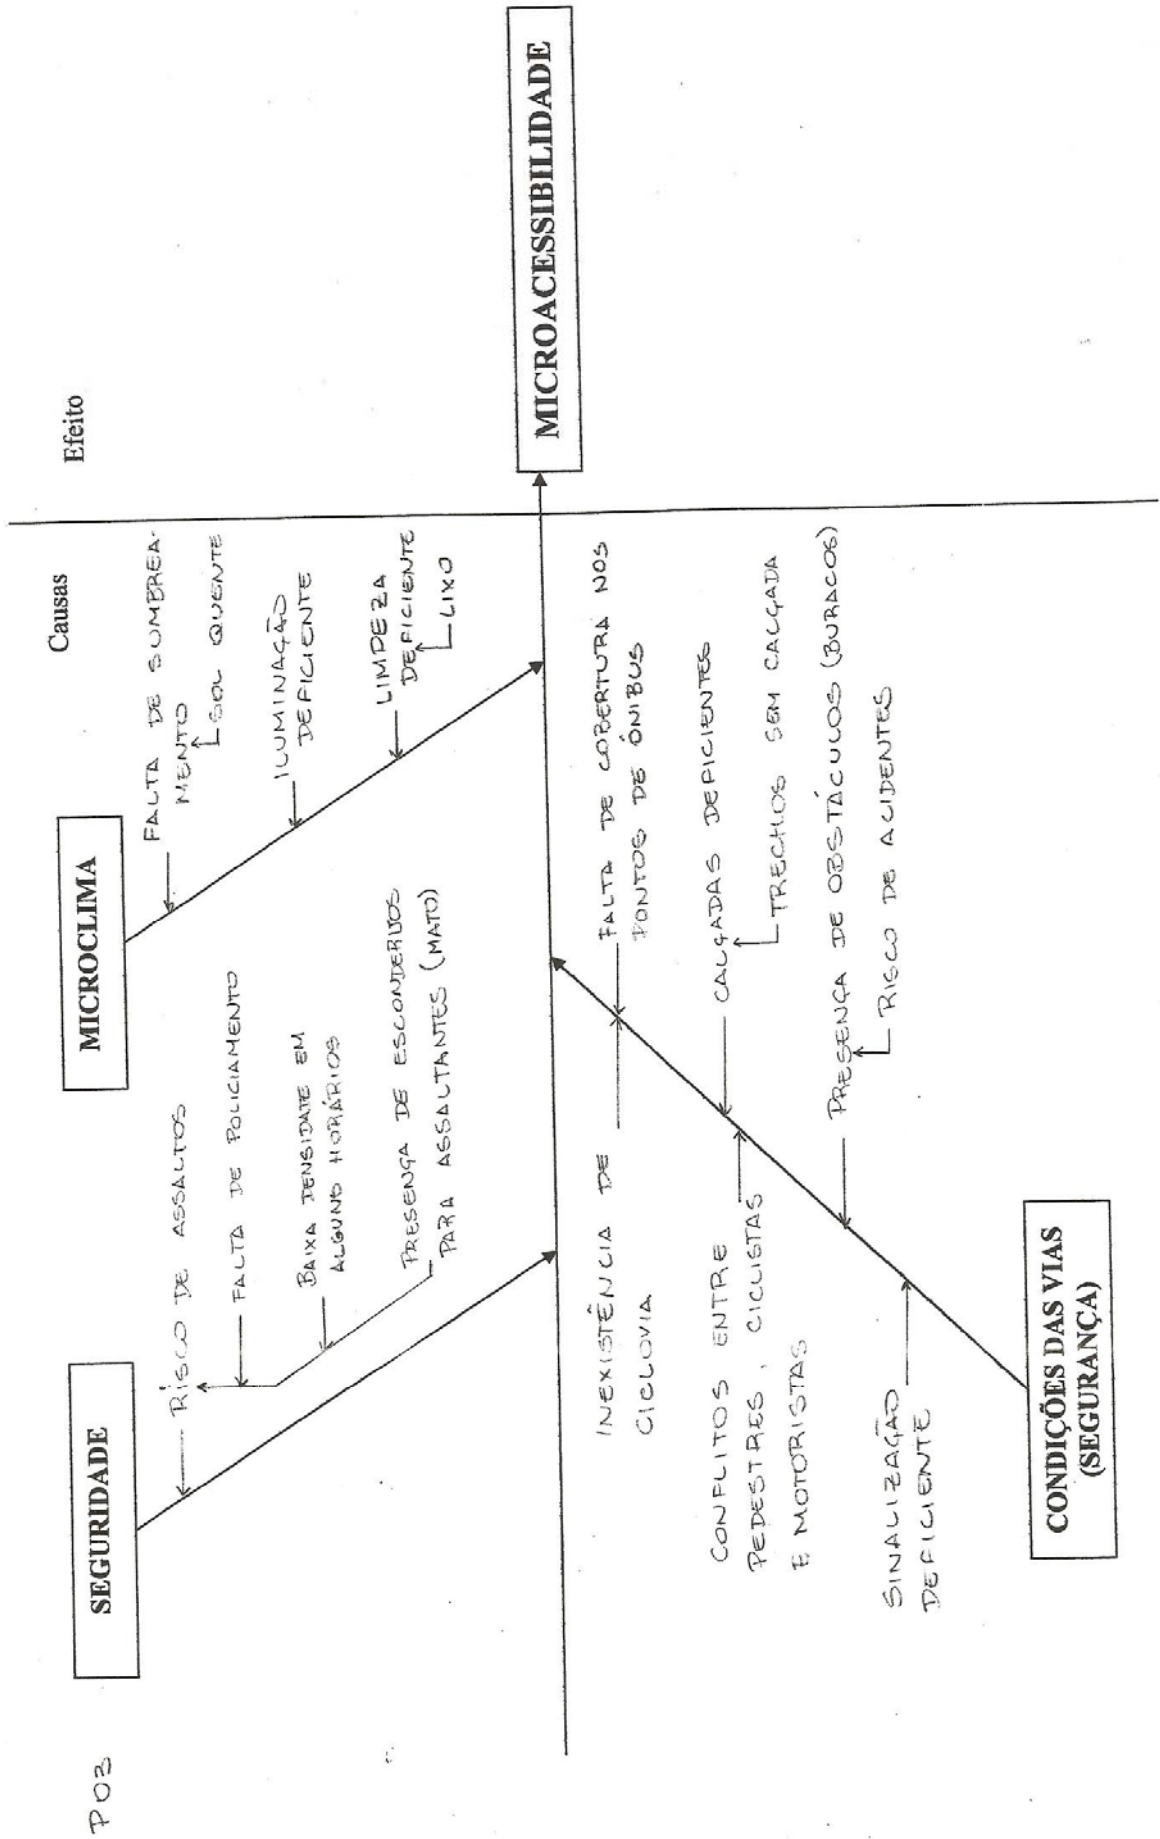 P03
Causas
Efeito
SEGURIDADE
RISCO DE ASSALTOS
FALTA DE POLICIAMENTO
BAIXA DENSIDATE EM
ALGUNS HORÁRIOS
PRESENÇA DE ESCONDERIJOS
PARA ASSALTANTES (MATO)
MICROCLIMA
FALTA DE SUMBREA-
MENTO
SOL QUENTE
ILUMINAÇÃO
DEFICIENTE
LIMPEZA
DEFICIENTE
LIXO
MICROACESSIBILIDADE
INEXISTÊNCIA DE
CICLOVIA
FALTA DE COBERTURA NOS
PONTOS DE ÔNIBUS
CONFLITOS ENTRE
PEDESTRES, CICLISTAS
E MOTORISTAS
CALÇADAS DEFICIENTES
TRECHOS SEM CALÇADA
SINALIZAÇÃO
DEFICIENTE
PRESENÇA DE OBSTÁCULOS (BURACOS)
RISCO DE ACIDENTES
CONDIÇÕES DAS VIAS
(SEGURANÇA)